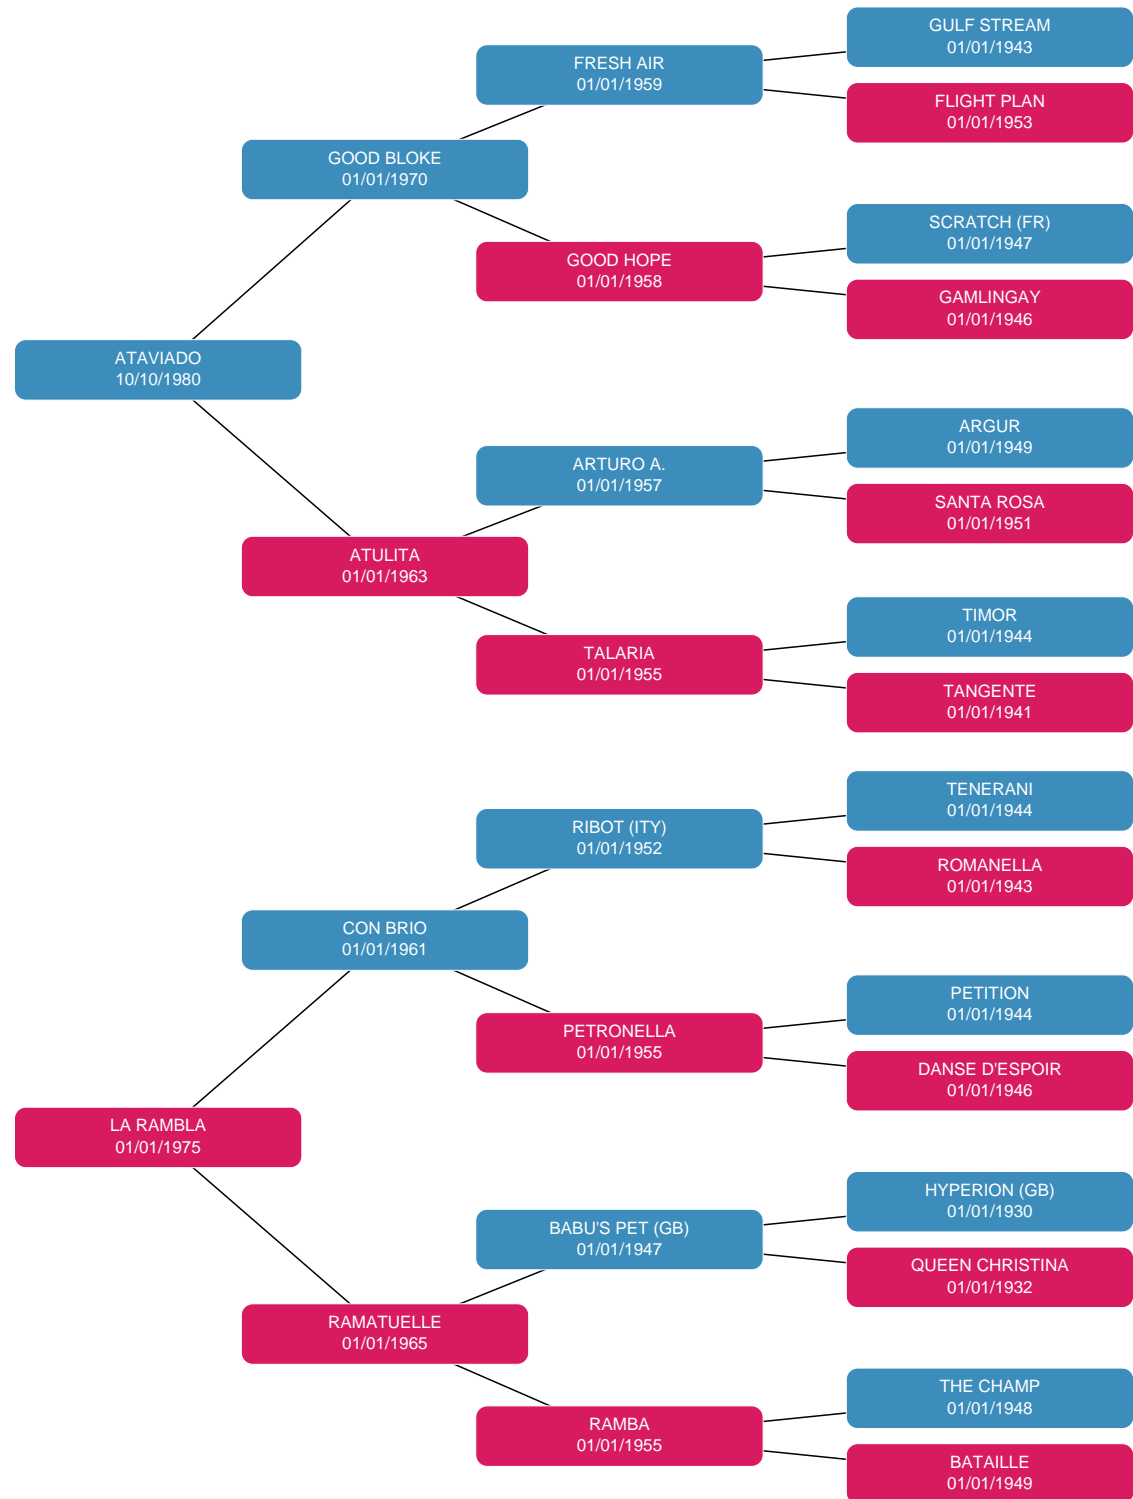 GULF STREAM
01/01/1943
FRESH AIR
01/01/1959
FLIGHT PLAN
01/01/1953
GOOD BLOKE
01/01/1970
SCRATCH (FR)
01/01/1947
GOOD HOPE
01/01/1958
GAMLINGAY
01/01/1946
ATAVIADO
10/10/1980
ARGUR
01/01/1949
ARTURO A.
01/01/1957
SANTA ROSA
01/01/1951
ATULITA
01/01/1963
TIMOR
01/01/1944
TALARIA
01/01/1955
TANGENTE
01/01/1941
TENERANI
01/01/1944
RIBOT (ITY)
01/01/1952
ROMANELLA
01/01/1943
CON BRIO
01/01/1961
PETITION
01/01/1944
PETRONELLA
01/01/1955
DANSE D'ESPOIR
01/01/1946
LA RAMBLA
01/01/1975
HYPERION (GB)
01/01/1930
BABU'S PET (GB)
01/01/1947
QUEEN CHRISTINA
01/01/1932
RAMATUELLE
01/01/1965
THE CHAMP
01/01/1948
RAMBA
01/01/1955
BATAILLE
01/01/1949